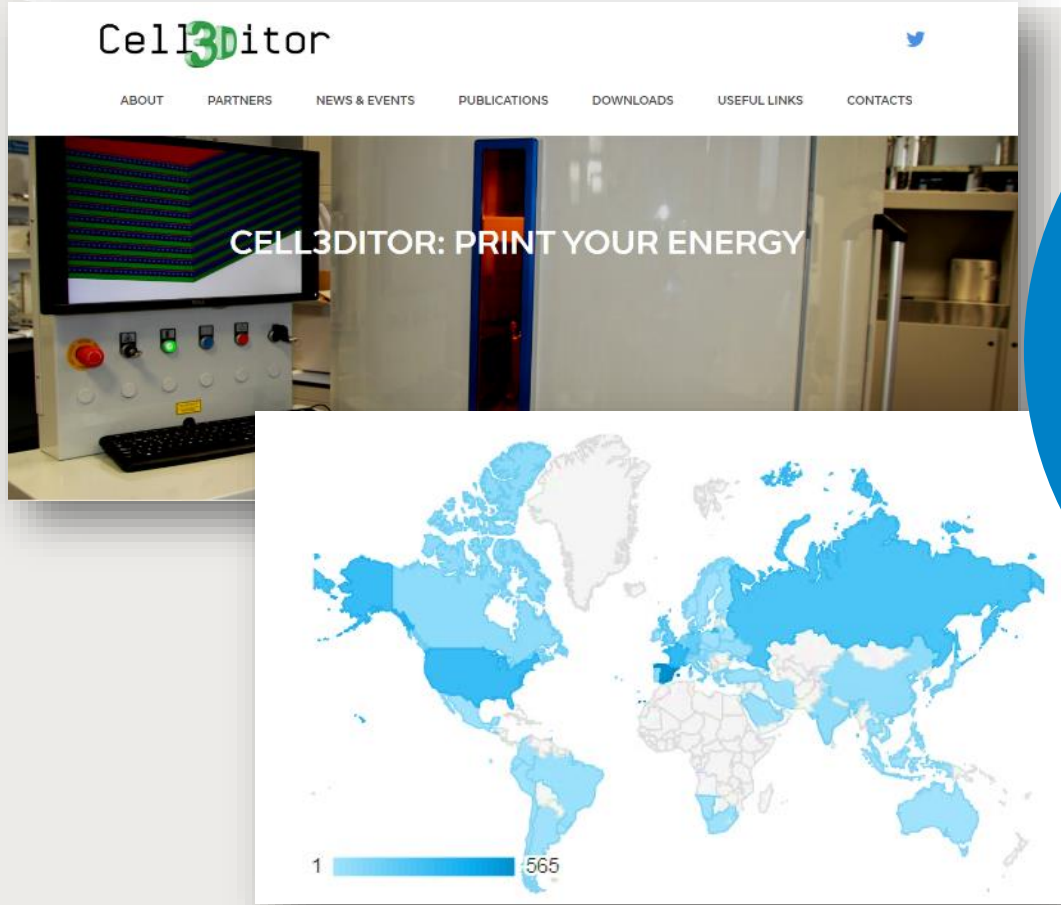 Cell3Ditor
ABOUT PARTNERS NEWS & EVENTS PUBLICATIONS DOWNLOADS USEFUL LINKS CONTACTS
CELL3DITOR: PRINT YOUR ENERGY
1 565